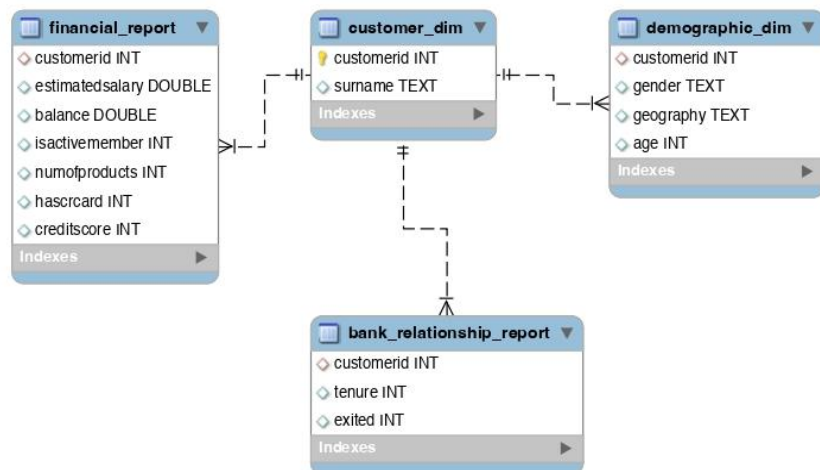 financial_report
customerid INT
estimatedsalary DOUBLE
balance DOUBLE
isactivemember INT
numofproducts INT
hascrcard INT
creditscore INT
Indexes
customer_dim
customerid INT
surname TEXT
Indexes
demographic_dim
customerid INT
gender TEXT
geography TEXT
age INT
Indexes
bank_relationship_report
customerid INT
tenure INT
exited INT
Indexes